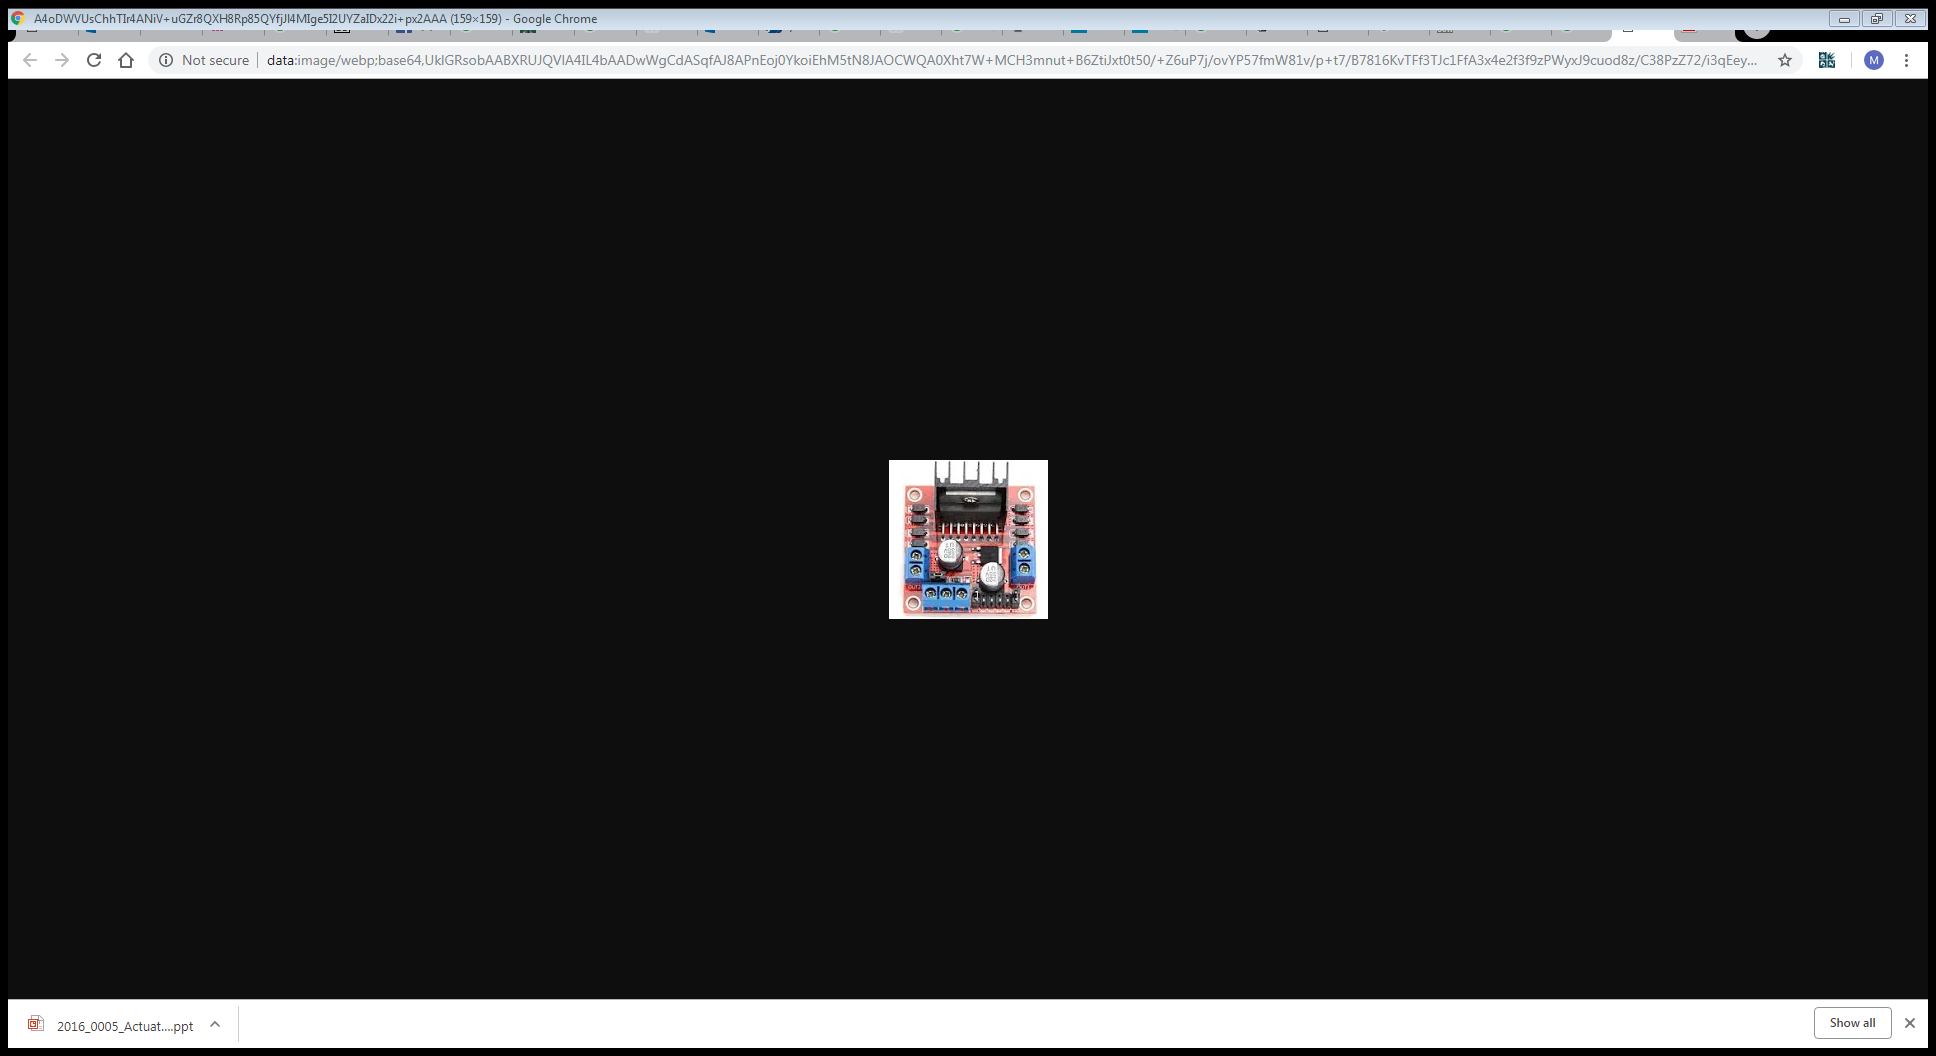 A4oDWVUsChhTIr4ANiV+uGZr8QXH8Rp85QYfjJl4MIge5I2UYZaIDx22i+px2AAA (159×159) - Google Chrome
Not secure
data:image/webp;base64,UklGRsobAABXRUJQVlA4IL4bAADwWgCdASqfAJ8APnEoj0YkoiEhM5tN8JAOCWQA0Xht7W+MCH3mnut+B6ZtiJxt0t50/+Z6uP7j/ovYP57fmW81v/p+t7/B7816KvTFf3TJc1FfA3x4e2f3f9zPWyxJ9cuod8z/C38PzZ72/i3qEey...
M
2016_0005_Actuat....ppt
Show all